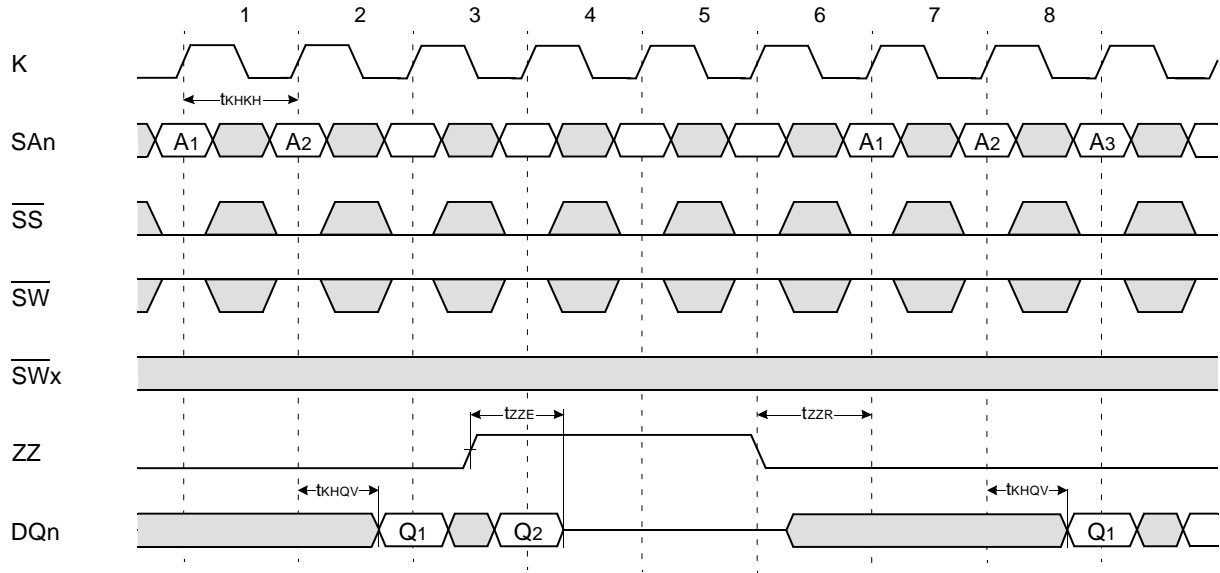 1 2 3 4 5 6 7 8
K
tKHKH
SAn A1 A2 A1 A2 A3
SS
SW
SWx
tZZE tZZR
ZZ
tKHQV tKHQV
DQn Q1 Q2 Q1